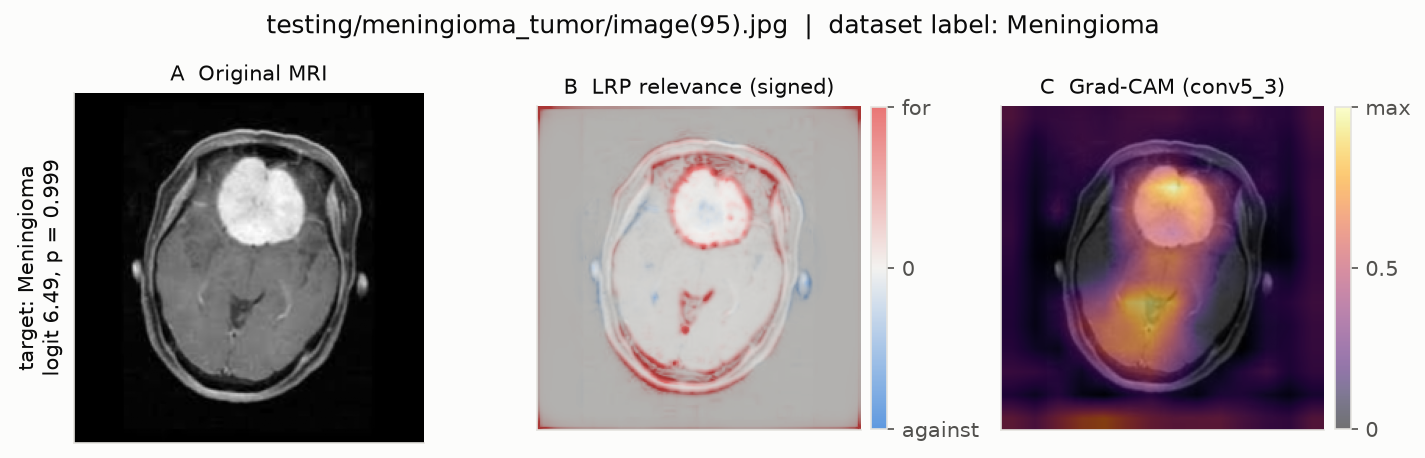 testing/meningioma_tumor/image(95).jpg | dataset label: Meningioma
A Original MRI
B LRP relevance (signed)
C Grad-CAM (conv5_3)
target: Meningioma
logit 6.49, p = 0.999
for
0
against
max
0.5
0